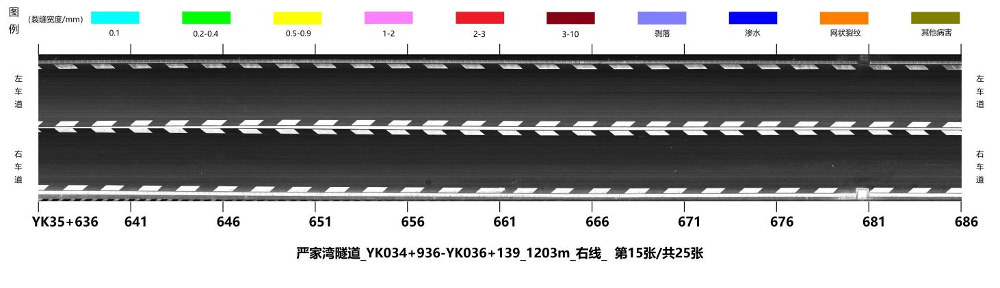 图例
(裂缝宽度/mm)
0.1 0.2-0.4 0.5-0.9 1-2 2-3 3-10 剥落 渗水 网状裂纹 其他病害
左车道
左车道
右车道
右车道
YK35+636 641 646 651 656 661 666 671 676 681 686
严家湾隧道_YK034+936-YK036+139_1203m_右线_ 第15张/共25张